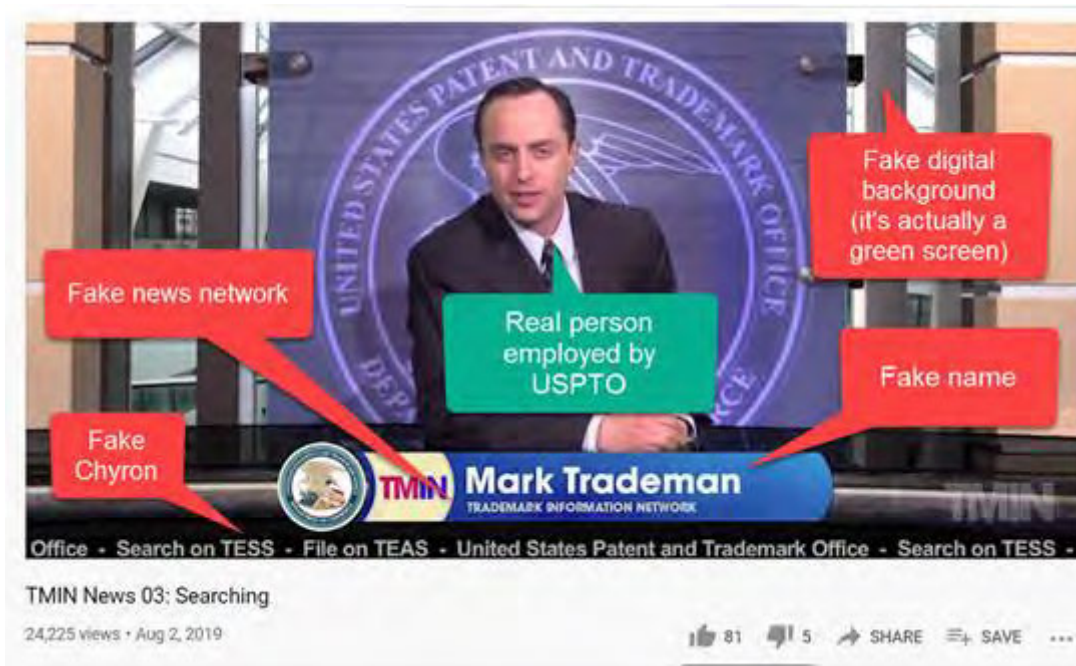 UNITED STATES PATENT AND TRADEMARK OFFICE
Fake digital
background
(it's actually a
green screen)
Fake news network
Real person
employed by
USPTO
Fake name
Fake
Chyron
TMIN
Mark Trademan
TRADEMARK INFORMATION NETWORK
TMIN
Office - Search on TESS - File on TEAS - United States Patent and Trademark Office - Search on TESS -
TMIN News 03: Searching
24,225 views • Aug 2, 2019
81
5
SHARE
SAVE